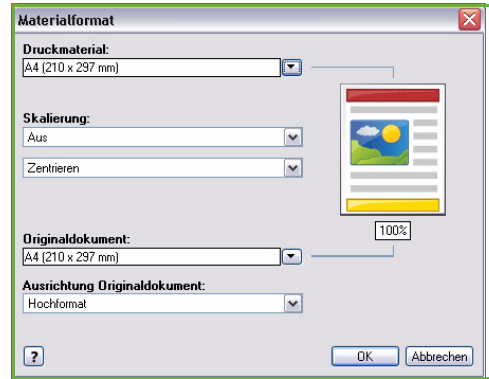 Materialformat
Druckmaterial:
A4 (210 x 297 mm)
Skalierung:
Aus
Zentrieren
100%
Originaldokument:
A4 (210 x 297 mm)
Ausrichtung Originaldokument:
Hochformat
?
OK
Abbrechen